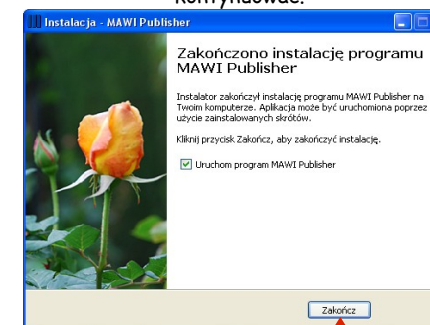 kontynuować.
Instalacja - MAWI Publisher
Zakończono instalację programu
MAWI Publisher
Instalator zakończył instalację programu MAWI Publisher na
Twoim komputerze. Aplikacja może być uruchomiona poprzez
użycie zainstalowanych skrótów.
Kliknij przycisk Zakończ, aby zakończyć instalację.
Uruchom program MAWI Publisher
Zakończ